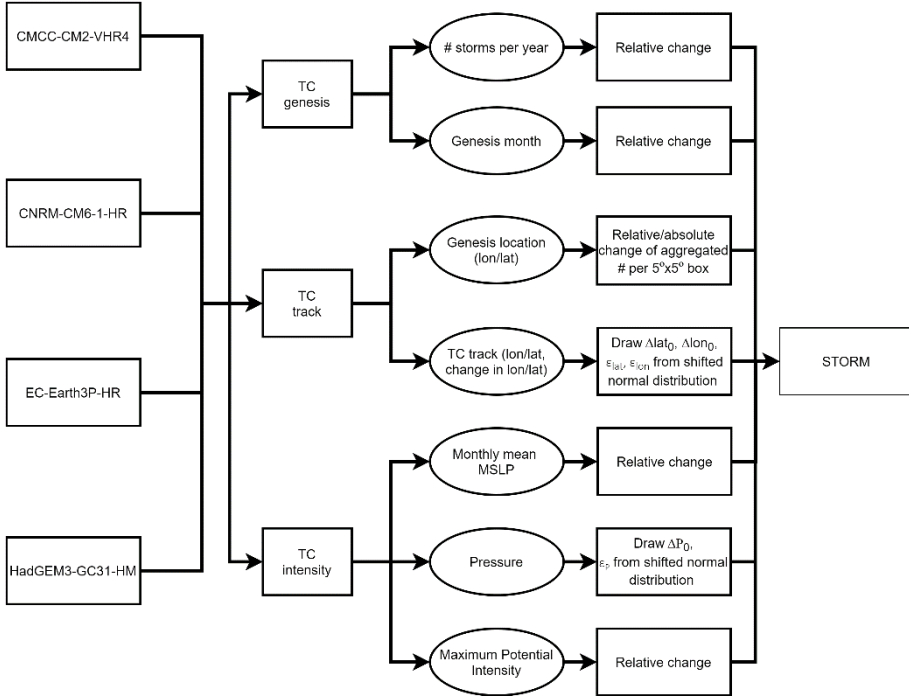 CMCC-CM2-VHR4
CNRM-CM6-1-HR
EC-Earth3P-HR
HadGEM3-GC31-HM
TC
genesis
TC
track
TC
intensity
# storms per year
Genesis month
Genesis location
(lon/lat)
TC track (lon/lat,
change in lon/lat)
Monthly mean
MSLP
Pressure
Maximum Potential
Intensity
Relative change
Relative change
Relative/absolute
change of aggregated
# per 5°x5° box
Draw Δlat₀, Δlon₀,
ε_lat, ε_lon from shifted
normal distribution
Relative change
Draw ΔP₀,
ε_P from shifted normal
distribution
Relative change
STORM